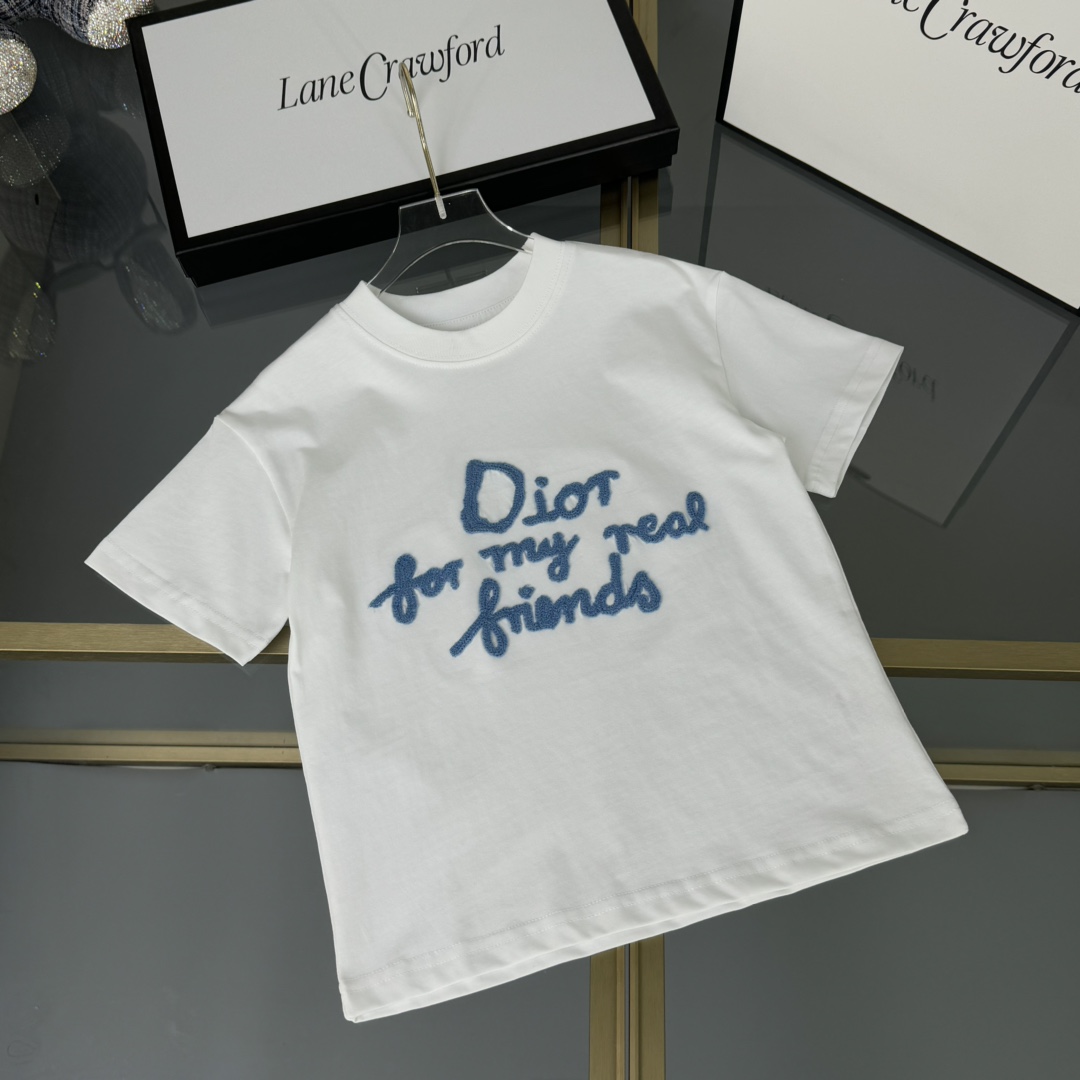 Lane Crawford
Crawford
Dior
for my real
friends